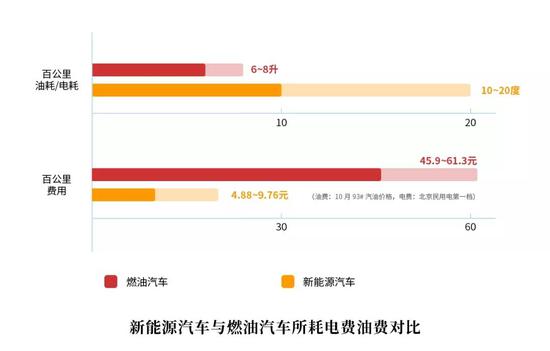 百公里
油耗/电耗
6~8升
10~20度
10
20
百公里
费用
45.9~61.3元
4.88~9.76元
（油费：10 月 93# 汽油价格，电费：北京民用电第一档）
30
60
燃油汽车
新能源汽车
新能源汽车与燃油汽车所耗电费油费对比